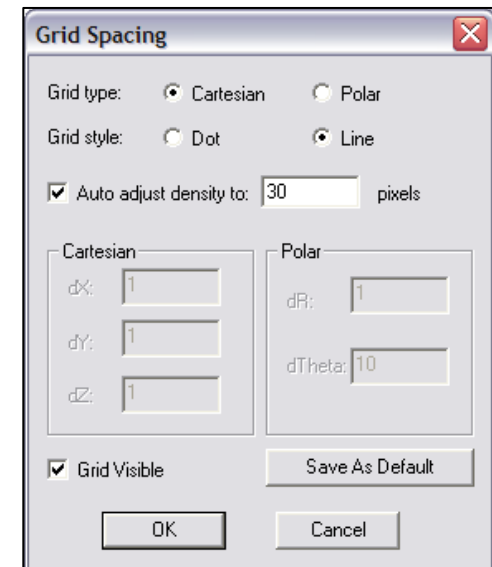 Grid Spacing
Grid type: Cartesian Polar
Grid style: Dot Line
Auto adjust density to: 30 pixels
Cartesian
dX: 1
dY: 1
dZ: 1
Polar
dR: 1
dTheta: 10
Grid Visible
Save As Default
OK
Cancel